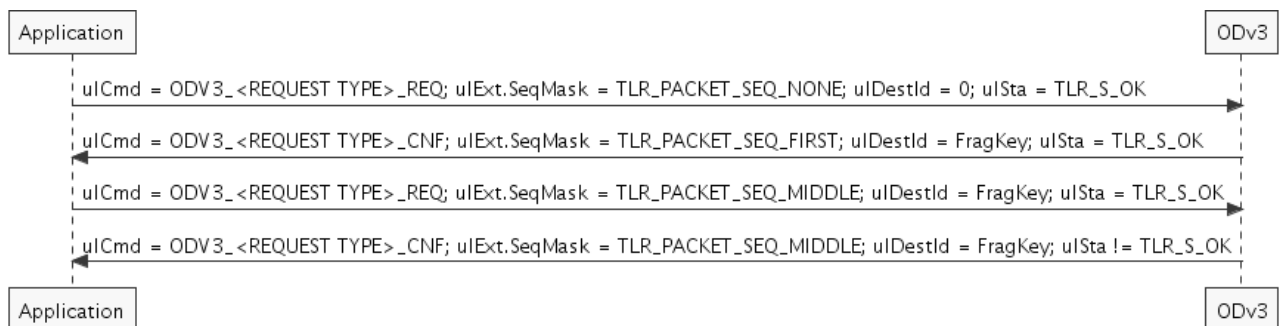 Application ODv3
ulCmd = ODV3_<REQUEST TYPE>_REQ; ulExt.SeqMask = TLR_PACKET_SEQ_NONE; ulDestId = 0; ulSta = TLR_S_OK
ulCmd = ODV3_<REQUEST TYPE>_CNF; ulExt.SeqMask = TLR_PACKET_SEQ_FIRST; ulDestId = FragKey; ulSta = TLR_S_OK
ulCmd = ODV3_<REQUEST TYPE>_REQ; ulExt.SeqMask = TLR_PACKET_SEQ_MIDDLE; ulDestId = FragKey; ulSta = TLR_S_OK
ulCmd = ODV3_<REQUEST TYPE>_CNF; ulExt.SeqMask = TLR_PACKET_SEQ_MIDDLE; ulDestId = FragKey; ulSta != TLR_S_OK
Application ODv3